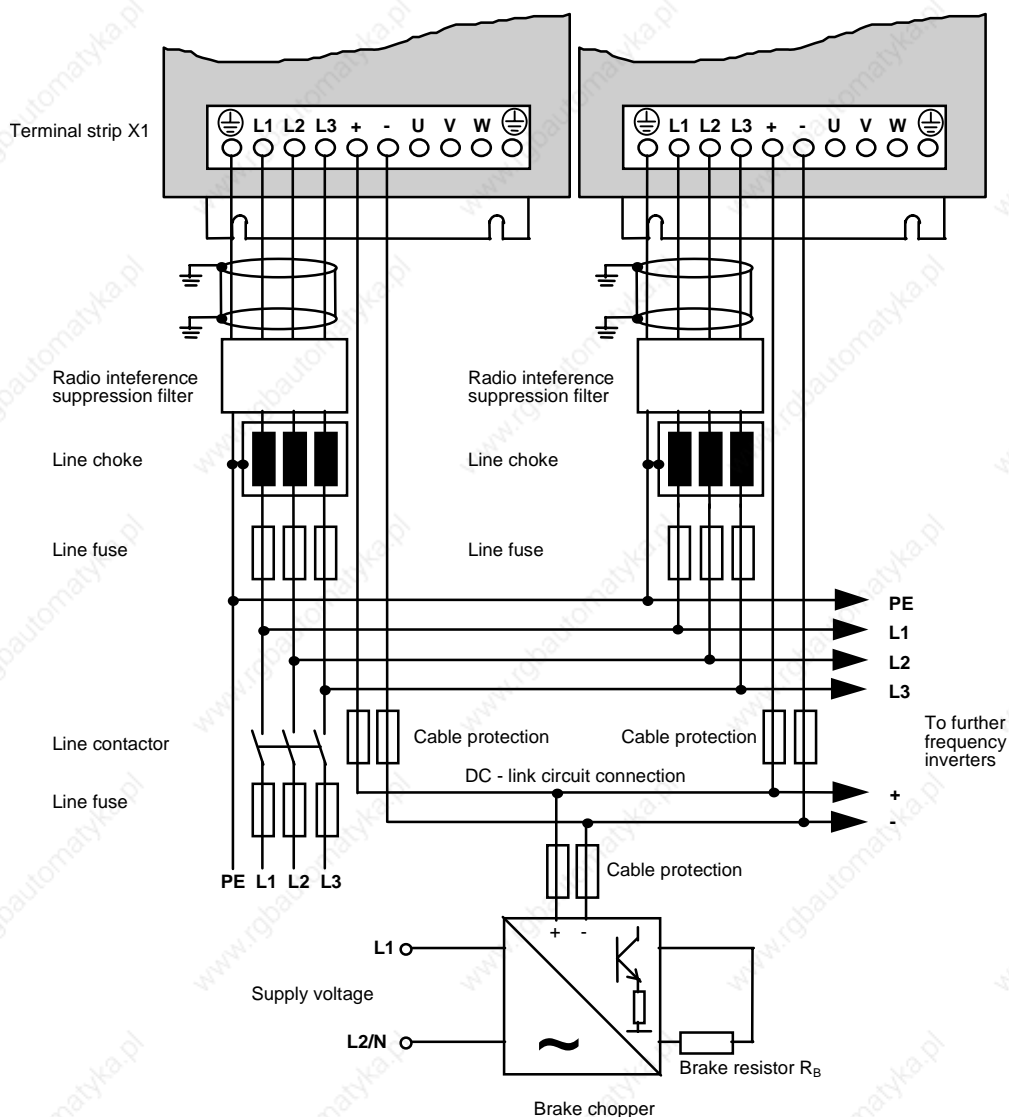 Terminal strip X1
L1 L2 L3 + - U V W
L1 L2 L3 + - U V W
Radio inteference
suppression filter
Radio inteference
suppression filter
Line choke
Line choke
Line fuse
Line fuse
PE
L1
L2
L3
Line contactor
Cable protection
Cable protection
To further
frequency
inverters
DC - link circuit connection
Line fuse
+
-
PE L1 L2 L3
Cable protection
+ -
L1
Supply voltage
L2/N
~
Brake resistor RB
Brake chopper
www.rgbautomatyka.pl